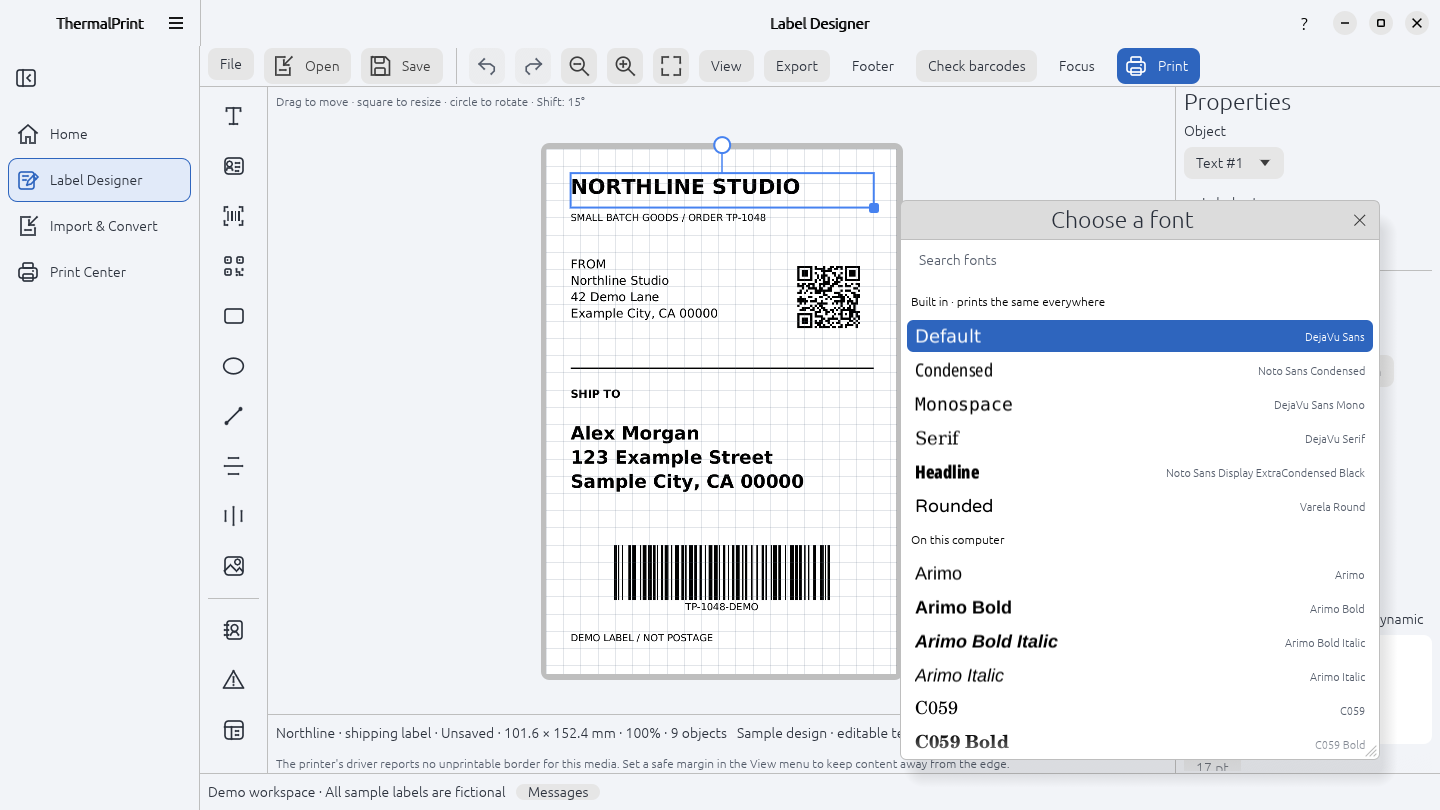 ThermalPrint
Label Designer
?
File
Open
Save
View
Export
Footer
Check barcodes
Focus
Print
Home
Label Designer
Import & Convert
Print Center
Drag to move · square to resize · circle to rotate · Shift: 15°
NORTHLINE STUDIO
SMALL BATCH GOODS / ORDER TP-1048
FROM
Northline Studio
42 Demo Lane
Example City, CA 00000
SHIP TO
Alex Morgan
123 Example Street
Sample City, CA 00000
TP-1048-DEMO
DEMO LABEL / NOT POSTAGE
Properties
Object
Text #1
Choose a font
Search fonts
Built in · prints the same everywhere
Default DejaVu Sans
Condensed Noto Sans Condensed
Monospace DejaVu Sans Mono
Serif DejaVu Serif
Headline Noto Sans Display ExtraCondensed Black
Rounded Varela Round
On this computer
Arimo Arimo
Arimo Bold Arimo Bold
Arimo Bold Italic Arimo Bold Italic
Arimo Italic Arimo Italic
C059 C059
C059 Bold C059 Bold
ynamic
17 pt
Northline · shipping label · Unsaved · 101.6 × 152.4 mm · 100% · 9 objects Sample design · editable te
The printer's driver reports no unprintable border for this media. Set a safe margin in the View menu to keep content away from the edge.
Demo workspace · All sample labels are fictional
Messages